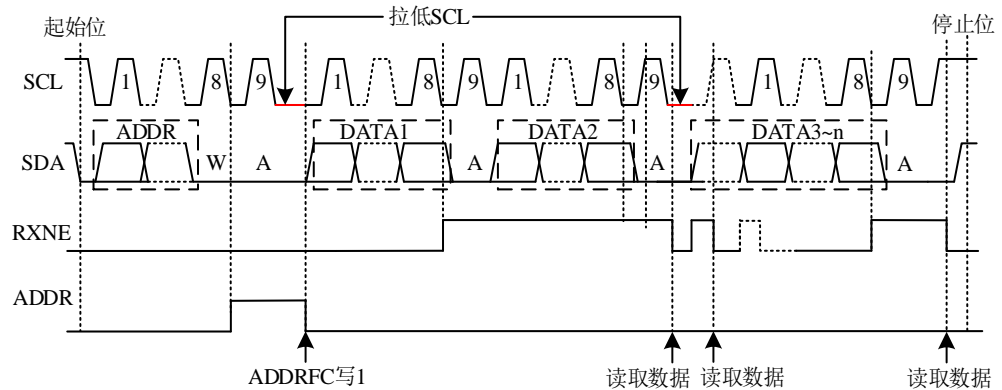 拉低SCL
起始位 停止位
SCL 1 8 9 1 8 9 1 8 9 1 8 9
ADDR DATA1 DATA2 DATA3~n
SDA W A A A A
RXNE
ADDR
ADDRFC写1 读取数据 读取数据 读取数据